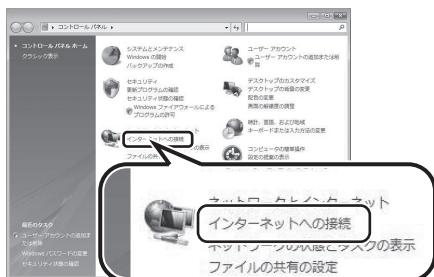 コントロール パネル
コントロール パネル ホーム
クラシック表示
システムとメンテナンス
Windows の開始
バックアップの作成
セキュリティ
更新プログラムの確認
セキュリティ状態の確認
Windows ファイアウォールによる
プログラムの許可
インターネットへの接続
ファイルの共
ユーザー アカウント
ユーザー アカウントの追加または削
除
デスクトップのカスタマイズ
デスクトップの背景の変更
配色の変更
画面の解像度の調整
時計、言語、および地域
キーボードまたは入力方法の変更
コンピュータの簡単操作
設定の提案の表示
最近のタスク
ユーザー アカウントの追加ま
たは削除
Windows パスワードの変更
セキュリティ状態の確認
ネットワークとインターネット
インターネットへの接続
ネットワークの状態とタスクの表示
ファイルの共有の設定